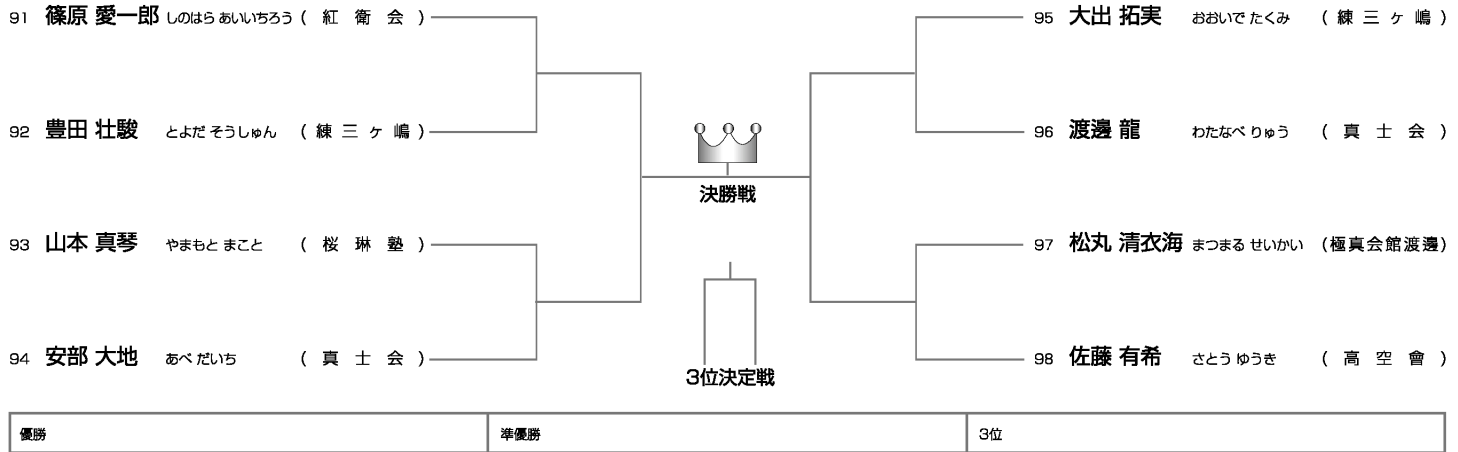 91 篠原 愛一郎 しのはら あいいちろう ( 紅 衛 会 )
92 豊田 壮駿 とよだ そうしゅん ( 練 三 ヶ 嶋 )
93 山本 真琴 やまもと まこと ( 桜 琳 塾 )
94 安部 大地 あべ だいち ( 真 士 会 )
決勝戦
3位決定戦
95 大出 拓実 おおいで たくみ ( 練 三 ヶ 嶋 )
96 渡邊 龍 わたなべ りゅう ( 真 士 会 )
97 松丸 清衣海 まつまる せいかい (極真会館渡邊)
98 佐藤 有希 さとう ゆうき ( 高 空 會 )
優勝 準優勝 3位